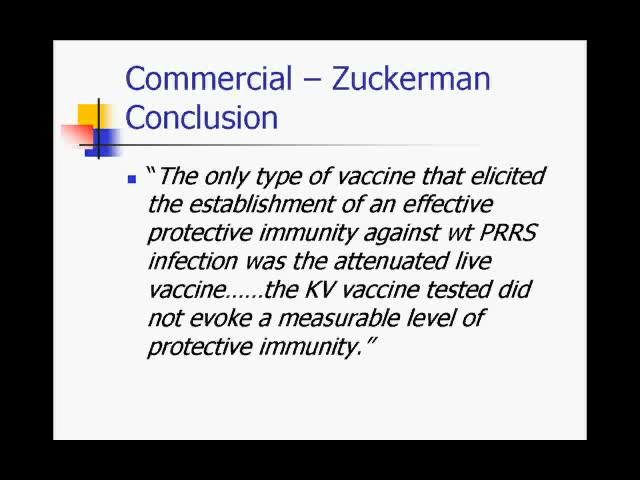 Commercial – Zuckerman
Conclusion
“The only type of vaccine that elicited
the establishment of an effective
protective immunity against wt PRRS
infection was the attenuated live
vaccine......the KV vaccine tested did
not evoke a measurable level of
protective immunity.”